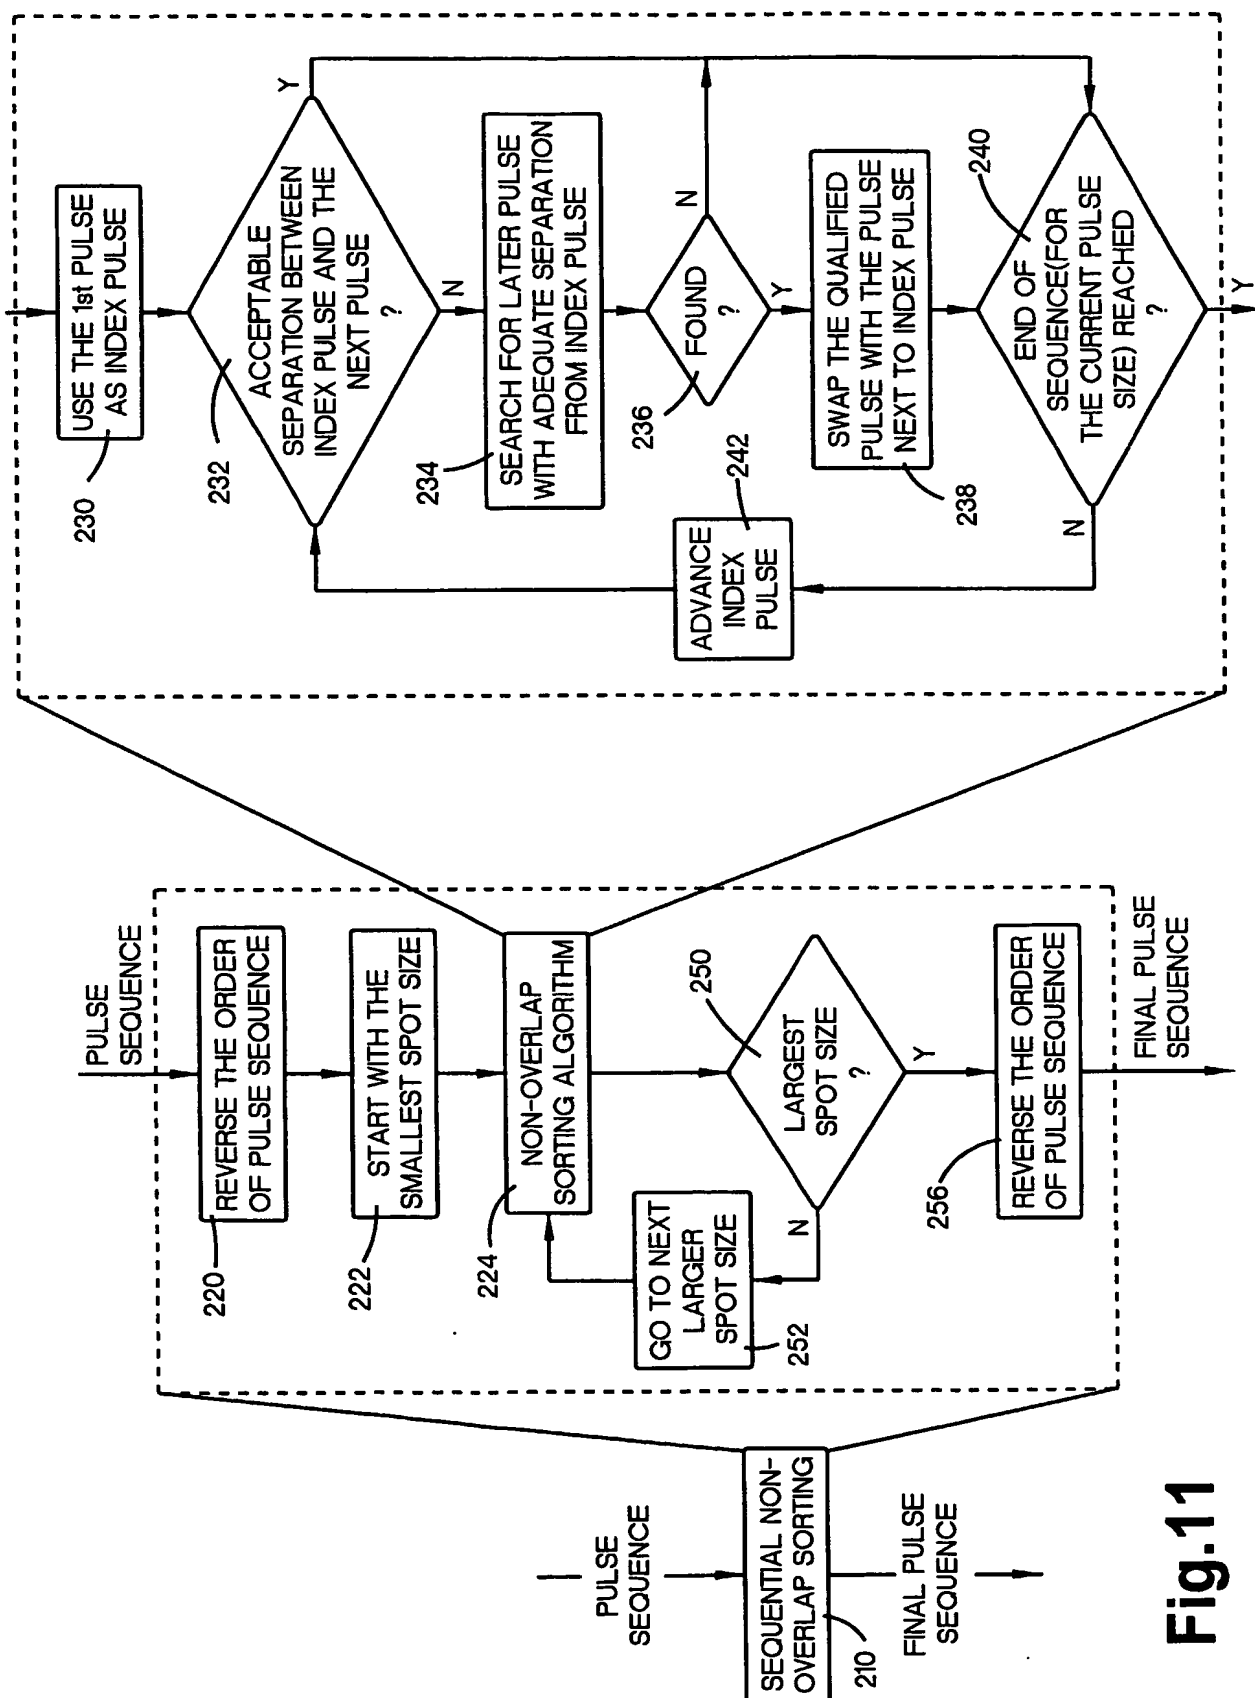 PULSE
SEQUENCE
SEQUENTIAL NON-
OVERLAP SORTING
210
FINAL PULSE
SEQUENCE
PULSE
SEQUENCE
REVERSE THE ORDER
OF PULSE SEQUENCE
220
START WITH THE
SMALLEST SPOT SIZE
222
NON-OVERLAP
SORTING ALGORITHM
224
GO TO NEXT
LARGER
SPOT SIZE
252
LARGEST
SPOT SIZE
?
250
N
Y
REVERSE THE ORDER
OF PULSE SEQUENCE
256
FINAL PULSE
SEQUENCE
USE THE 1st PULSE
AS INDEX PULSE
230
ACCEPTABLE
SEPARATION BETWEEN
INDEX PULSE AND THE
NEXT PULSE
?
232
Y
N
SEARCH FOR LATER PULSE
WITH ADEQUATE SEPARATION
FROM INDEX PULSE
234
FOUND
?
236
N
Y
ADVANCE
INDEX
PULSE
242
SWAP THE QUALIFIED
PULSE WITH THE PULSE
NEXT TO INDEX PULSE
238
END OF
SEQUENCE(FOR
THE CURRENT PULSE
SIZE) REACHED
?
240
N
Y
Fig.11